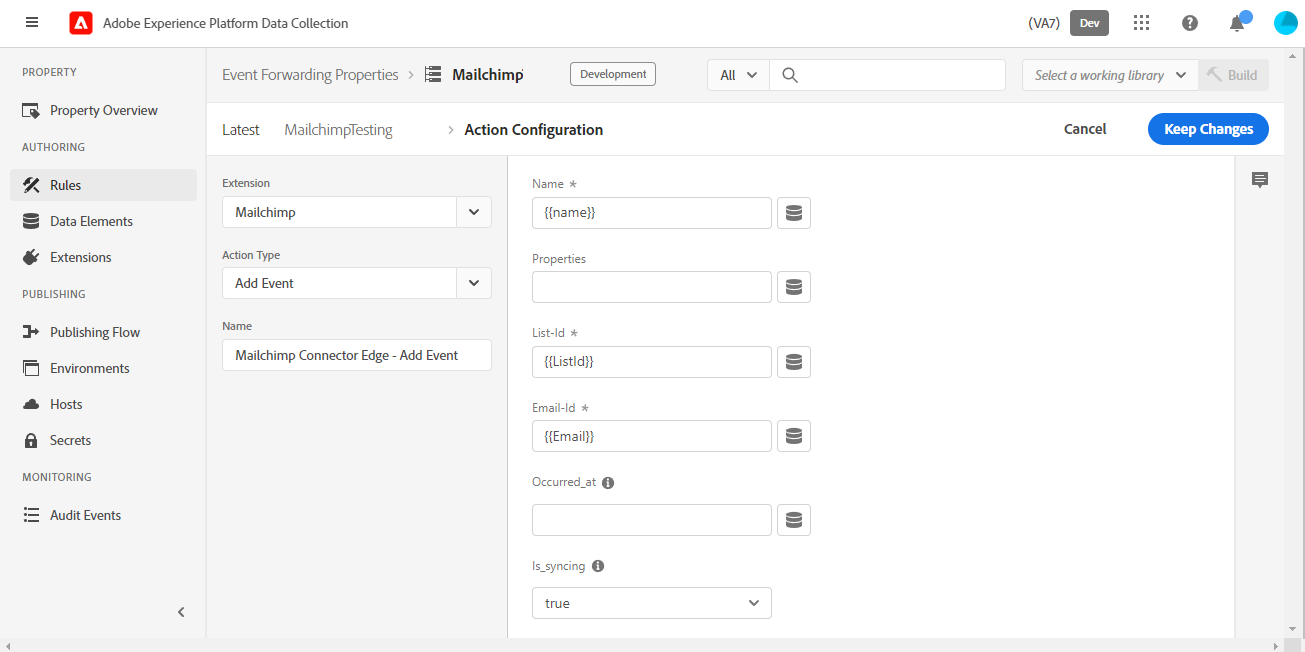 Adobe Experience Platform Data Collection
(VA7) Dev
PROPERTY
Property Overview
AUTHORING
Rules
Data Elements
Extensions
PUBLISHING
Publishing Flow
Environments
Hosts
Secrets
MONITORING
Audit Events
Event Forwarding Properties > Mailchimp Development All Select a working library Build
Latest MailchimpTesting > Action Configuration Cancel Keep Changes
Extension
Mailchimp
Action Type
Add Event
Name
Mailchimp Connector Edge - Add Event
Name *
{{name}}
Properties
List-Id *
{{ListId}}
Email-Id *
{{Email}}
Occurred_at
Is_syncing
true